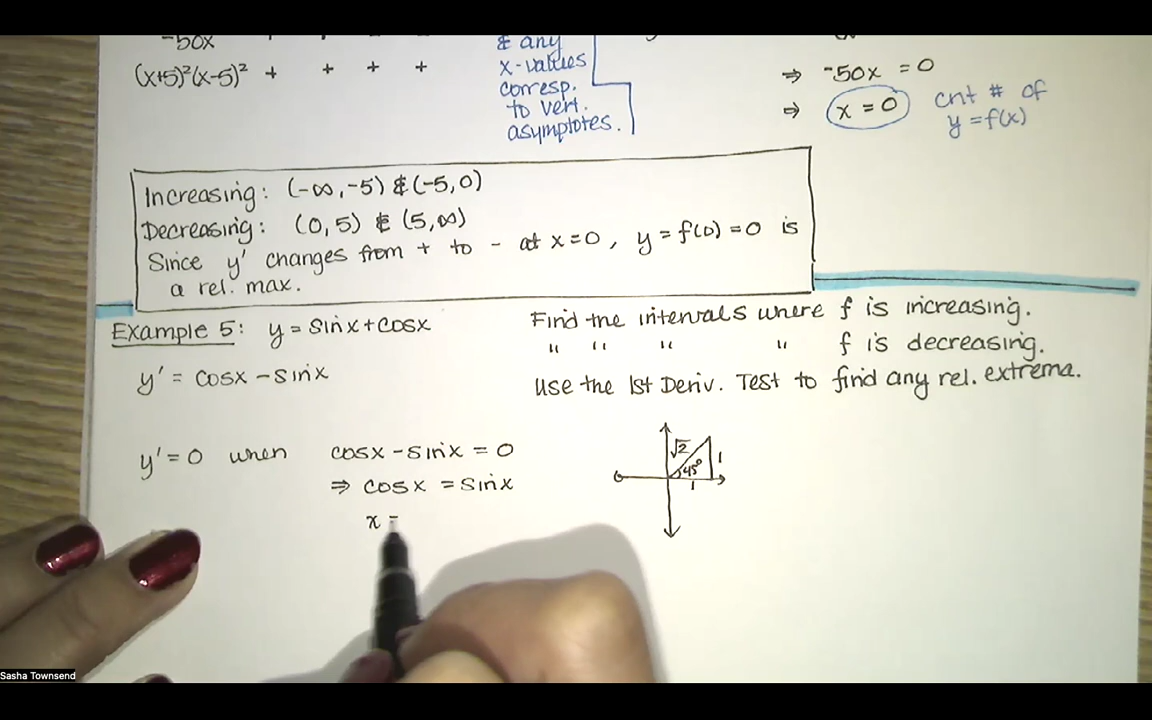 -50x + + + +
(x+5)²(x-5)² + + + +
& any
x-values
corresp.
to vert.
asymptotes.
⇒ -50x = 0
⇒ x = 0 crit # of
y = f(x)
Increasing: (-∞, -5) & (-5, 0)
Decreasing: (0, 5) & (5, ∞)
Since y' changes from + to - at x = 0, y = f(0) = 0 is
a rel. max.
Example 5: y = sin x + cos x
Find the intervals where f is increasing.
" " " " f is decreasing.
Use the 1st Deriv. Test to find any rel. extrema.
y' = cos x - sin x
y' = 0 when cos x - sin x = 0
⇒ cos x = sin x
x =
√2
45°
1
1
Sasha Townsend